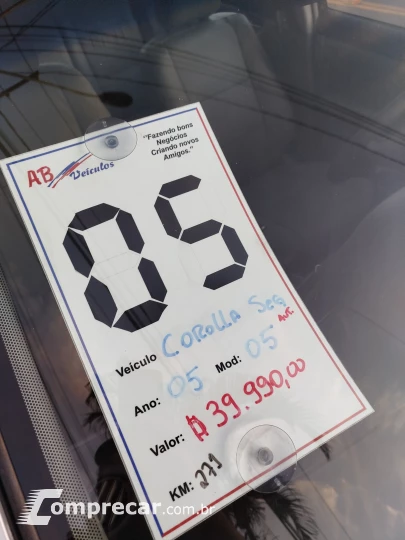 AB Veículos
"Fazendo bons
Negócios
Criando novos
Amigos."
05
Veículo COROLLA Seg
AUT.
Ano: 05 Mod: 05
Valor: 39.990,00
KM: 279
Comprecar.com.br